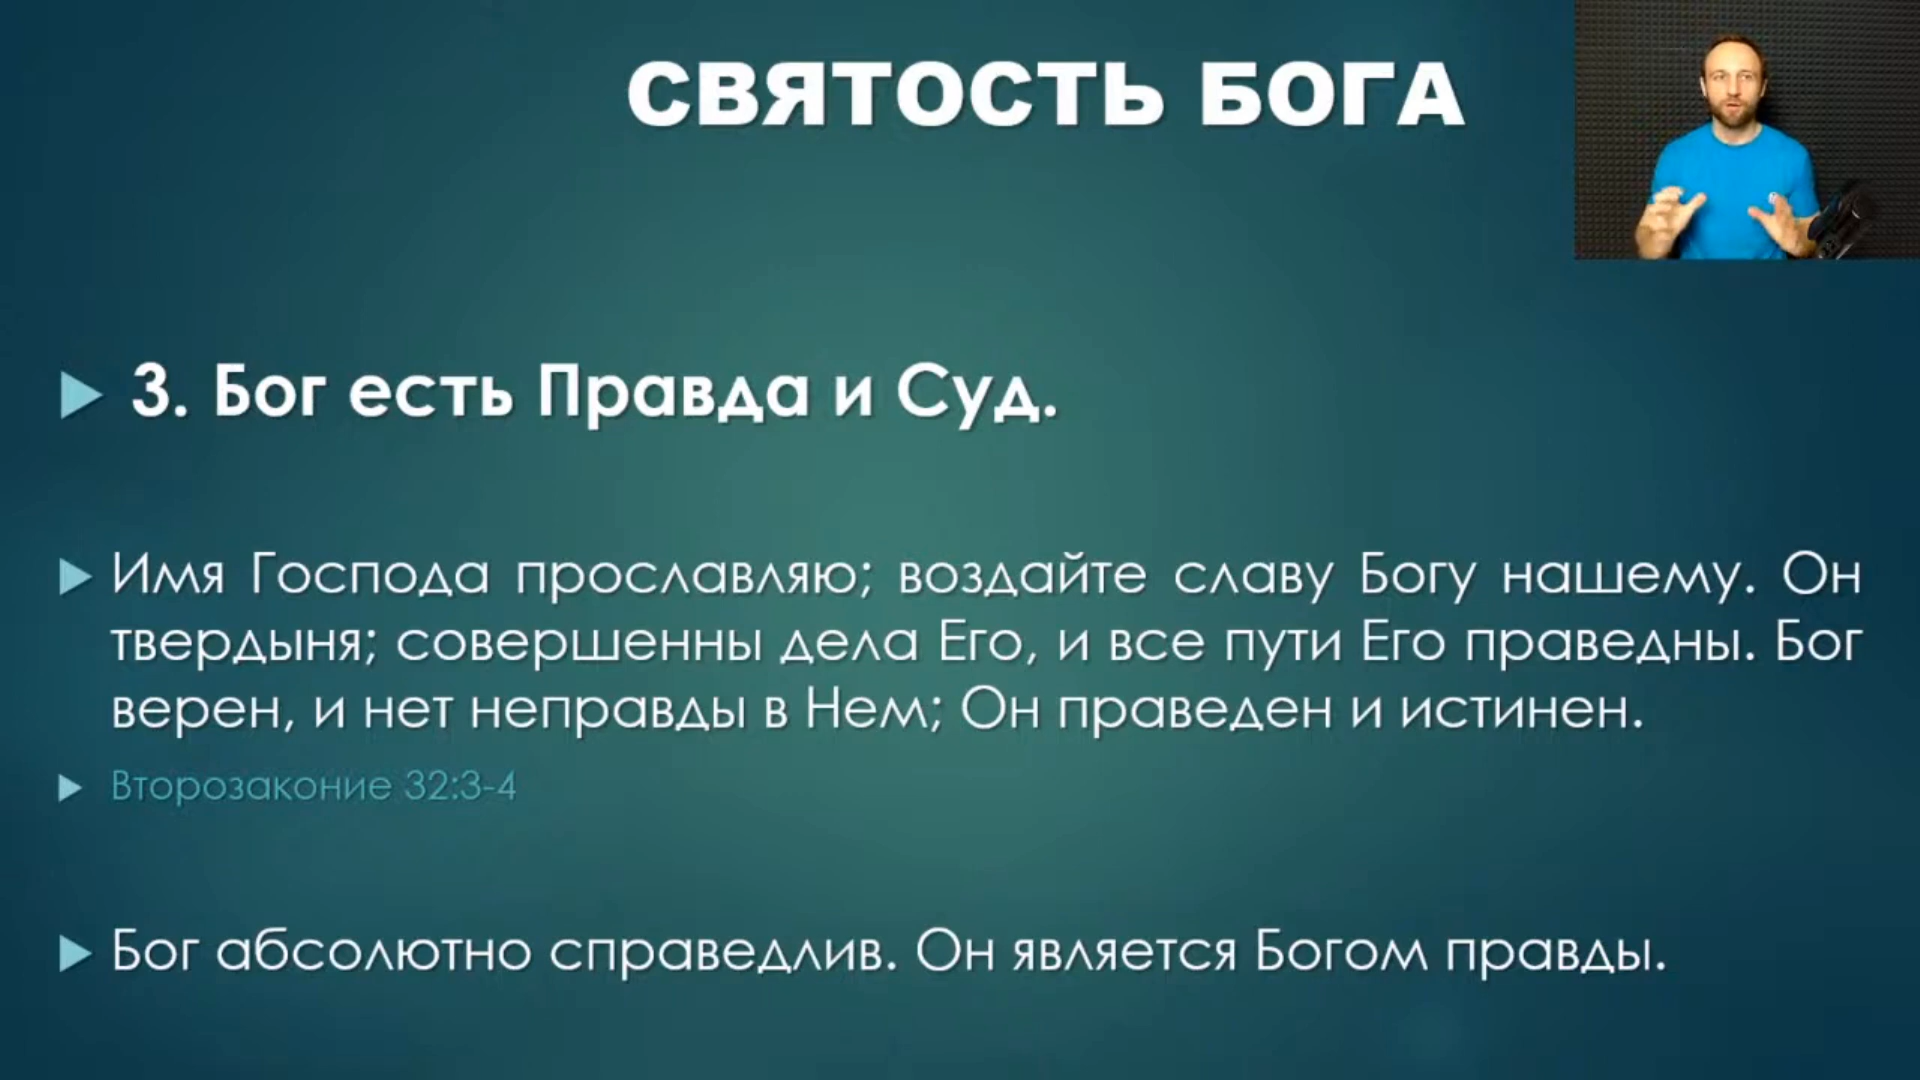 СВЯТОСТЬ БОГА
3. Бог есть Правда и Суд.
Имя Господа прославляю; воздайте славу Богу нашему. Он
твердыня; совершенны дела Его, и все пути Его праведны. Бог
верен, и нет неправды в Нем; Он праведен и истинен.
Второзаконие 32:3-4
Бог абсолютно справедлив. Он является Богом правды.